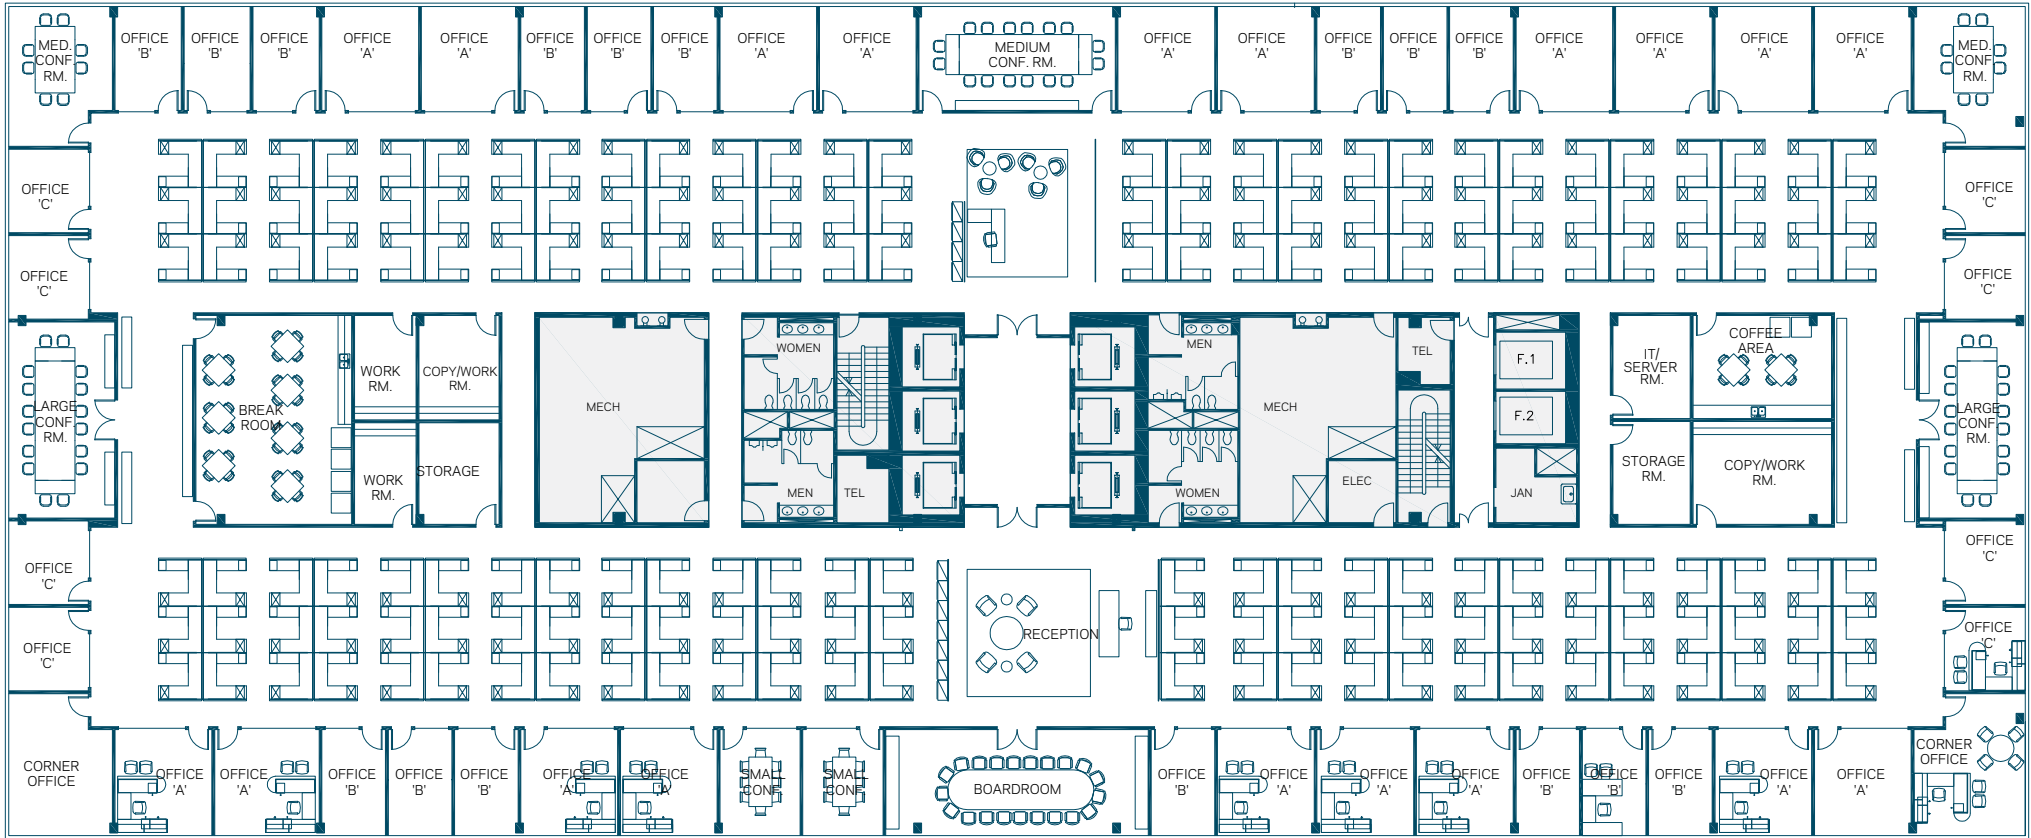 MED.
CONF.
RM.
OFFICE
'B'
OFFICE
'B'
OFFICE
'B'
OFFICE
'A'
OFFICE
'A'
OFFICE
'B'
OFFICE
'B'
OFFICE
'B'
OFFICE
'A'
OFFICE
'A'
MEDIUM
CONF. RM.
OFFICE
'A'
OFFICE
'A'
OFFICE
'B'
OFFICE
'B'
OFFICE
'B'
OFFICE
'A'
OFFICE
'A'
OFFICE
'A'
OFFICE
'A'
MED.
CONF.
RM.
OFFICE
'C'
OFFICE
'C'
OFFICE
'C'
OFFICE
'C'
LARGE
CONF.
RM.
BREAK
ROOM
WORK
RM.
COPY/WORK
RM.
WORK
RM.
STORAGE
MECH
WOMEN
MEN
TEL
MEN
WOMEN
MECH
ELEC
TEL
F.1
F.2
JAN
IT/
SERVER
RM.
COFFEE
AREA
STORAGE
RM.
COPY/WORK
RM.
LARGE
CONF.
RM.
OFFICE
'C'
OFFICE
'C'
OFFICE
'C'
OFFICE
'C'
RECEPTION
CORNER
OFFICE
OFFICE
'A'
OFFICE
'A'
OFFICE
'B'
OFFICE
'B'
OFFICE
'B'
OFFICE
'A'
OFFICE
'A'
SMALL
CONF.
SMALL
CONF.
BOARDROOM
OFFICE
'B'
OFFICE
'A'
OFFICE
'A'
OFFICE
'A'
OFFICE
'B'
OFFICE
'B'
OFFICE
'B'
OFFICE
'A'
OFFICE
'A'
CORNER
OFFICE